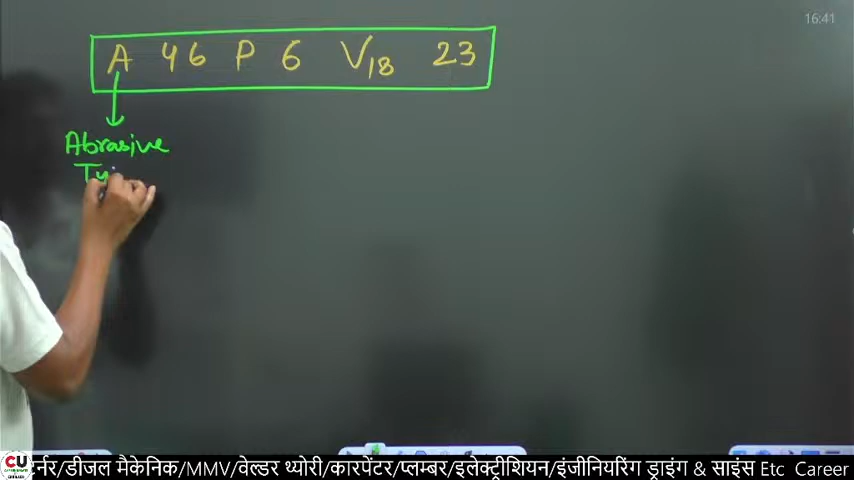 16:41
A 46 P 6 V18 23
Abrasive
CU
र्नर/डीजल मैकेनिक/MMV/वेल्डर थ्योरी/कारपेंटर/प्लम्बर/इलेक्ट्रीशियन/इंजीनियरिंग ड्राइंग & साइंस Etc Career